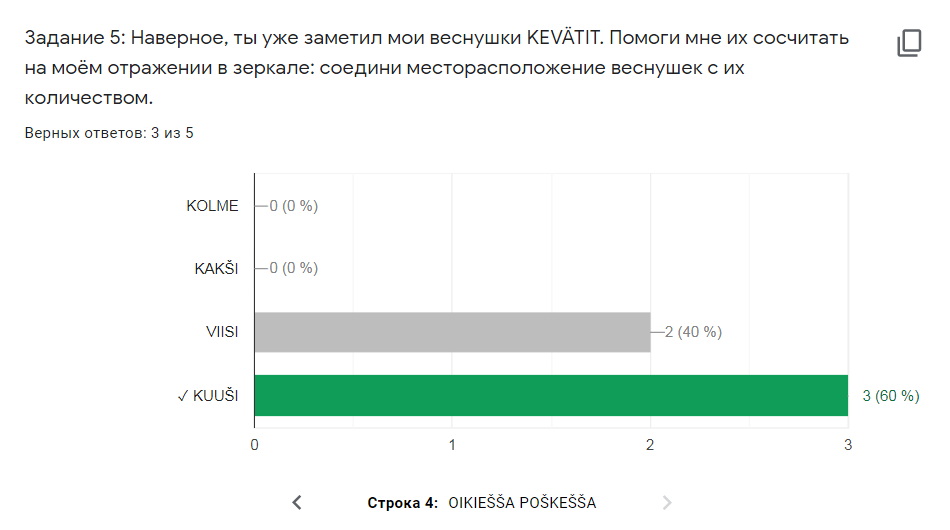 Задание 5: Наверное, ты уже заметил мои веснушки KEVÄTIT. Помоги мне их сосчитать
на моём отражении в зеркале: соедини месторасположение веснушек с их
количеством.
Верных ответов: 3 из 5
KOLME 0 (0 %)
KAKŠI 0 (0 %)
VIISI 2 (40 %)
✓ KUUŠI 3 (60 %)
0 1 2 3
Строка 4: OIKIEŠŠA POŠKEŠŠA